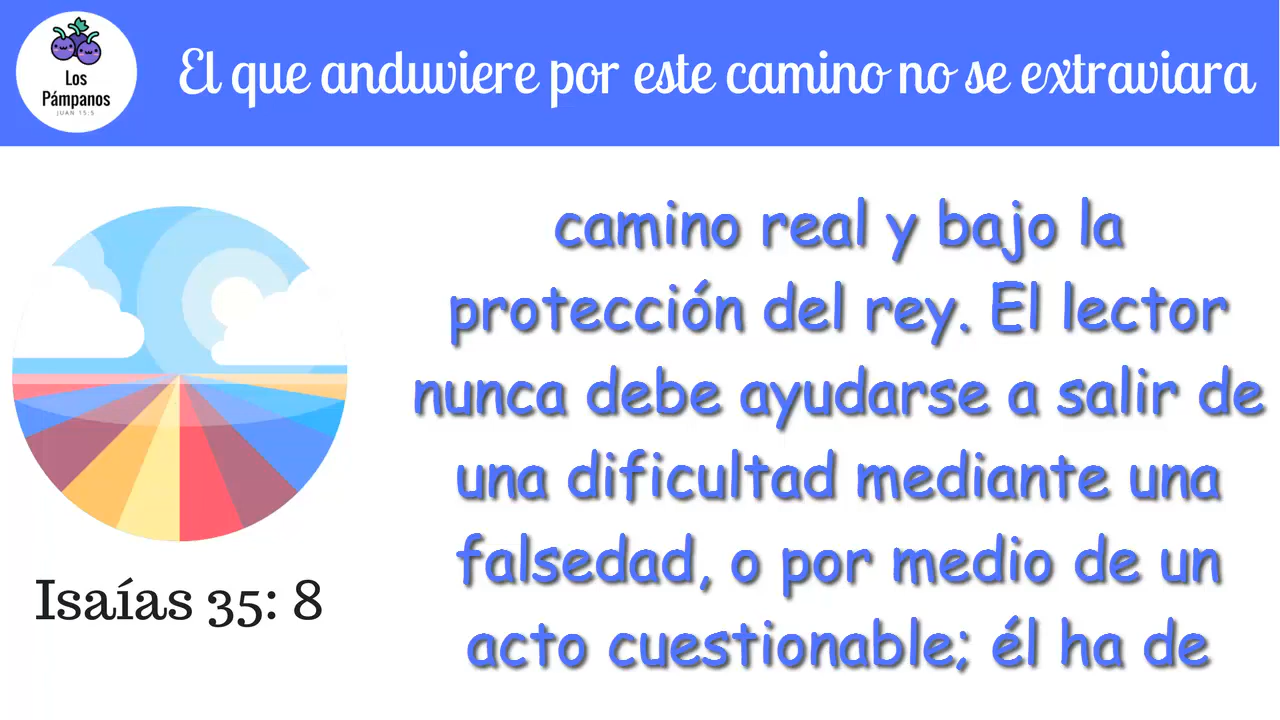 Los
Pámpanos
JUAN 15:5
El que anduviere por este camino no se extraviara
camino real y bajo la
protección del rey. El lector
nunca debe ayudarse a salir de
una dificultad mediante una
falsedad, o por medio de un
acto cuestionable; él ha de
Isaías 35: 8